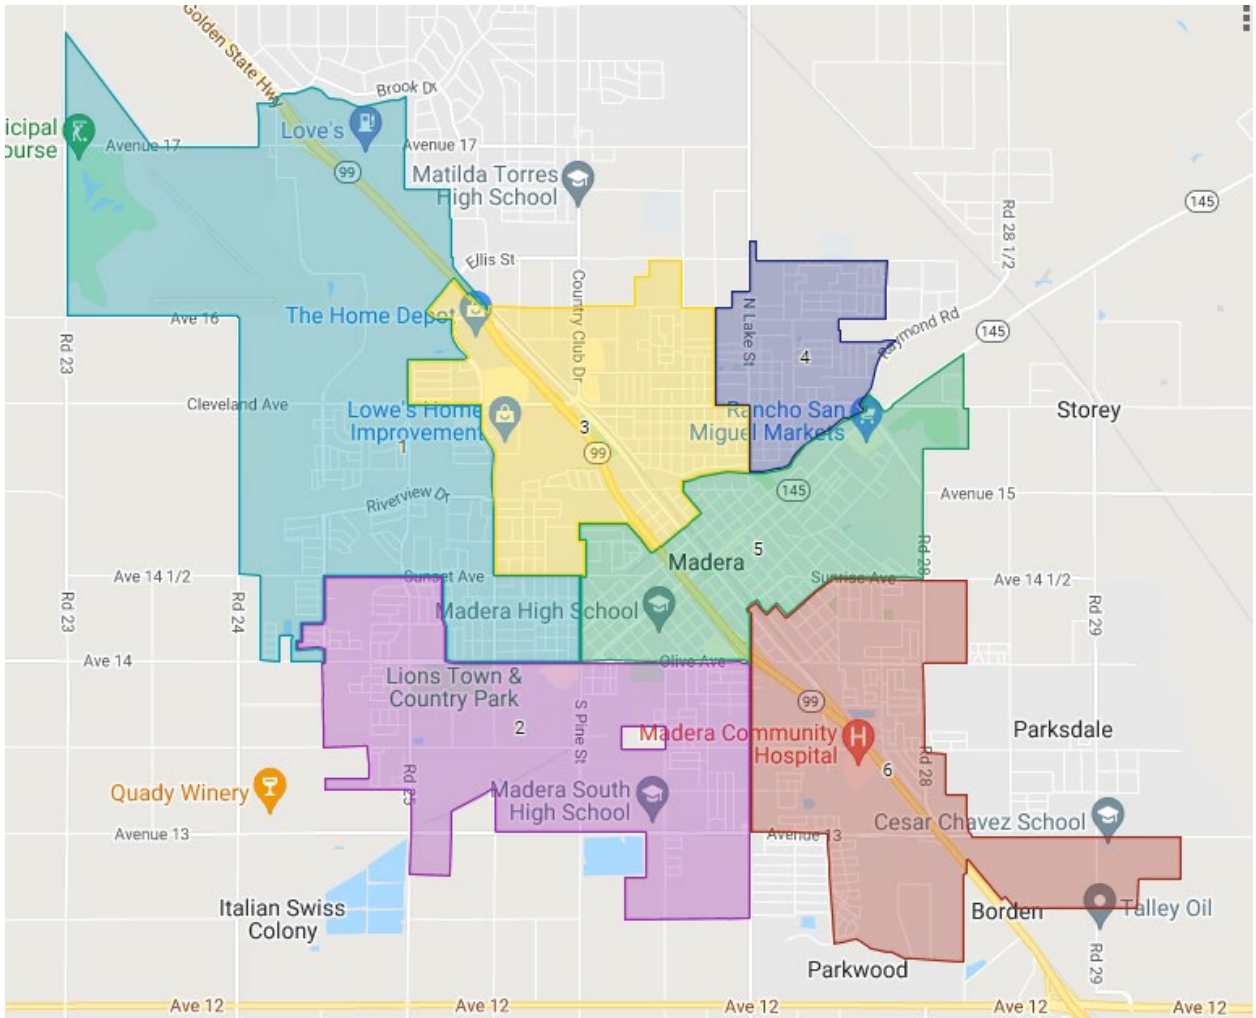 Golden State Hwy
Brook Dr
icipal
ourse
Avenue 17
Love's
Avenue 17
99
Matilda Torres
High School
145
Rd 28 1/2
Ellis St
Country Club Dr
The Home Depot
N Lake St
Ave 16
Raymond Rd
145
Rd 23
4
Cleveland Ave
Lowe's Home
Improvement
Rancho San
Miguel Markets
Storey
3
1
99
Riverview Dr
145
Avenue 15
Madera
5
Rd 28
Ave 14 1/2
Sunset Ave
Sunrise Ave
Ave 14 1/2
Rd 23
Rd 24
Madera High School
Rd 29
Ave 14
Olive Ave
Lions Town &
Country Park
99
S Pine St
2
Madera Community
Hospital
H
Parksdale
6
Rd 28
Rd 25
Quady Winery
Madera South
High School
Avenue 13
Avenue 13
Cesar Chavez School
Italian Swiss
Colony
Borden
Talley Oil
Parkwood
Rd 29
Ave 12
Ave 12
Ave 12
Ave 12
Ave 12